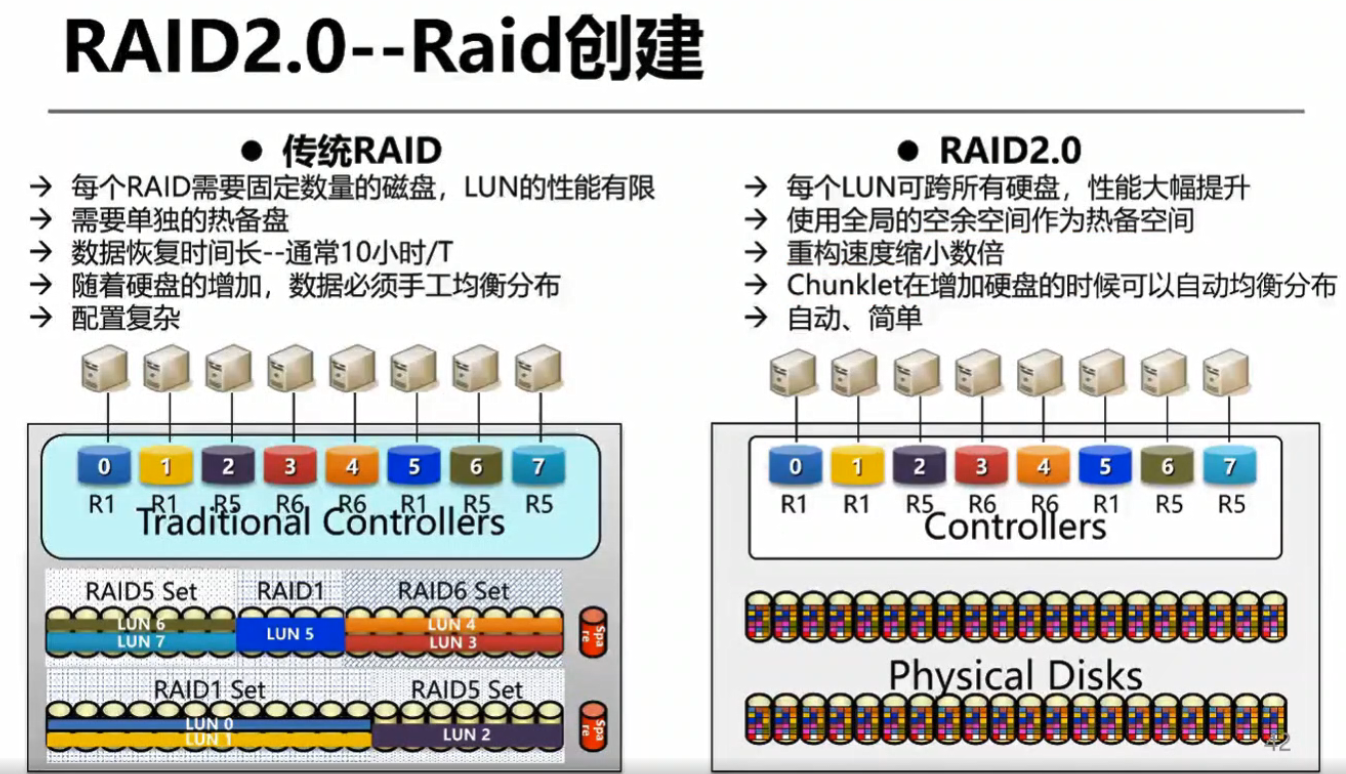 RAID2.0--Raid创建
● 传统RAID
→ 每个RAID需要固定数量的磁盘，LUN的性能有限
→ 需要单独的热备盘
→ 数据恢复时间长--通常10小时/T
→ 随着硬盘的增加，数据必须手工均衡分布
→ 配置复杂
0 1 2 3 4 5 6 7
R1 R1 R5 R6 R6 R1 R5 R5
Traditional Controllers
RAID5 Set RAID1 RAID6 Set
LUN 6 LUN 4
LUN 5
LUN 7 LUN 3
Spa
re
RAID1 Set RAID5 Set
LUN 0
LUN 2
LUN 1
Spa
re
● RAID2.0
→ 每个LUN可跨所有硬盘，性能大幅提升
→ 使用全局的空余空间作为热备空间
→ 重构速度缩小数倍
→ Chunklet在增加硬盘的时候可以自动均衡分布
→ 自动、简单
0 1 2 3 4 5 6 7
R1 R1 R5 R6 R6 R1 R5 R5
Controllers
Physical Disks
42